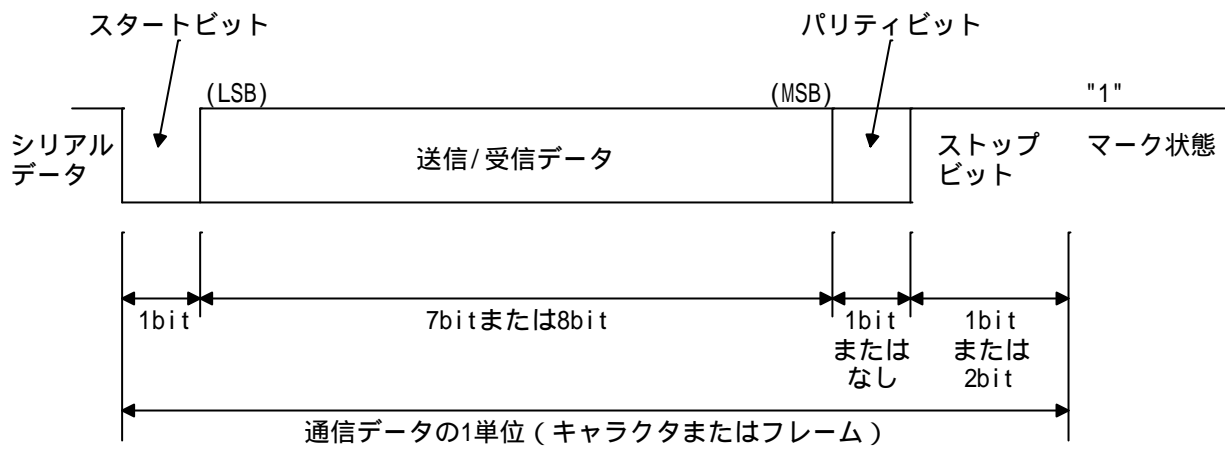 スタートビット
パリティビット
(LSB)
(MSB)
"1"
シリアル
データ
送信/受信データ
ストップ
ビット
マーク状態
1bit
7bitまたは8bit
1bit
または
なし
1bit
または
2bit
通信データの1単位(キャラクタまたはフレーム)